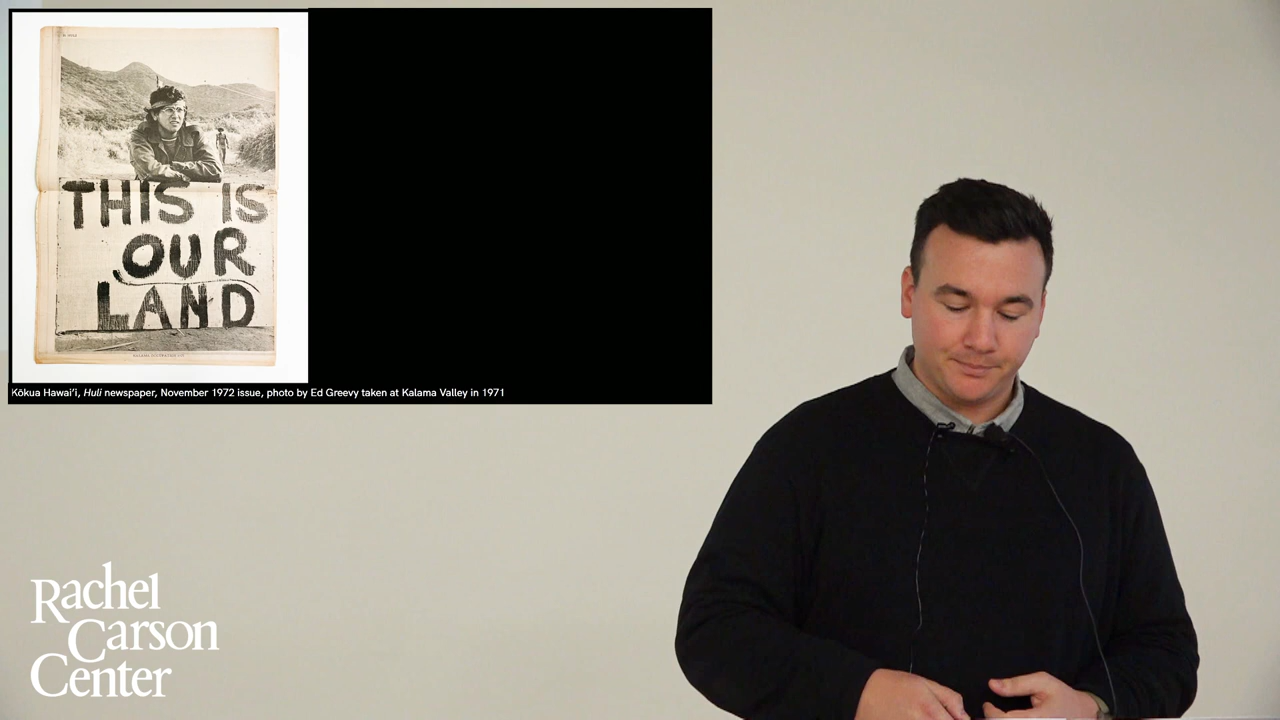 THIS IS
OUR
LAND
Kōkua Hawai‘i, Huli newspaper, November 1972 issue, photo by Ed Greevy taken at Kalama Valley in 1971
Rachel
Carson
Center